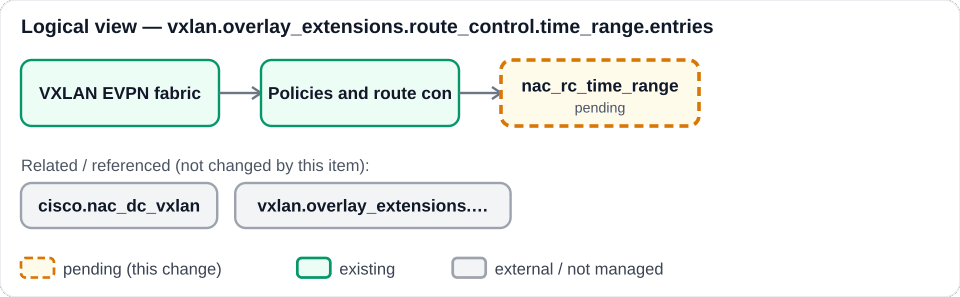 Logical view — vxlan.overlay_extensions.route_control.time_range.entries
VXLAN EVPN fabric
Policies and route con
nac_rc_time_range
pending
Related / referenced (not changed by this item):
cisco.nac_dc_vxlan
vxlan.overlay_extensions.…
pending (this change)
existing
external / not managed